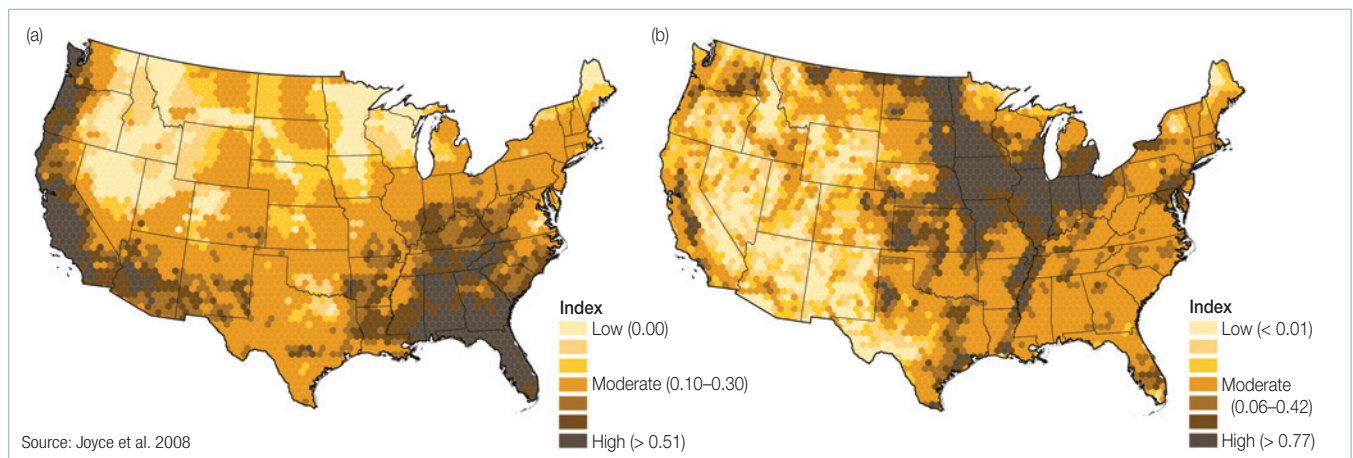 (a)
(b)
Index
Low (0.00)
Moderate (0.10–0.30)
High (> 0.51)
Index
Low (< 0.01)
Moderate
(0.06–0.42)
High (> 0.77)
Source: Joyce et al. 2008